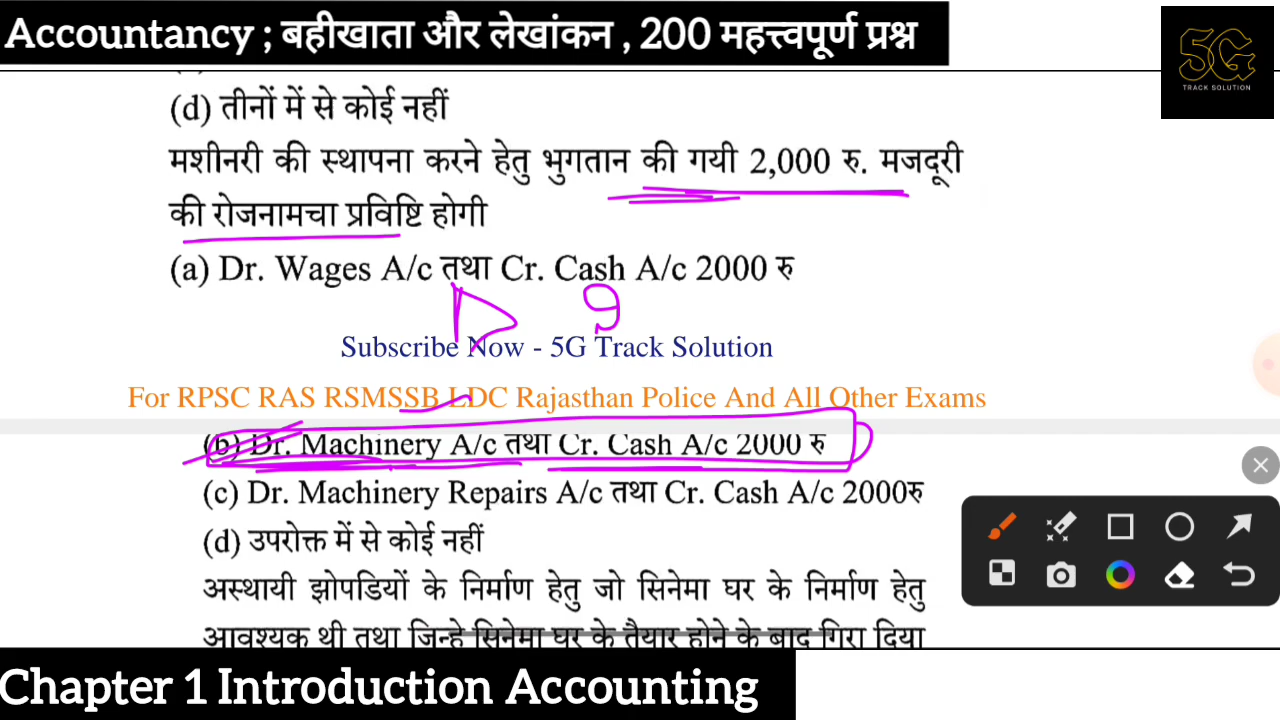 Accountancy ; बहीखाता और लेखांकन , 200 महत्त्वपूर्ण प्रश्न
5G
TRACK SOLUTION
(d) तीनों में से कोई नहीं
मशीनरी की स्थापना करने हेतु भुगतान की गयी 2,000 रु. मजदूरी
की रोजनामचा प्रविष्टि होगी
(a) Dr. Wages A/c तथा Cr. Cash A/c 2000 रु
Subscribe Now - 5G Track Solution
For RPSC RAS RSMSSB LDC Rajasthan Police And All Other Exams
(b) Dr. Machinery A/c तथा Cr. Cash A/c 2000 रु
(c) Dr. Machinery Repairs A/c तथा Cr. Cash A/c 2000रु
(d) उपरोक्त में से कोई नहीं
अस्थायी झोपडियों के निर्माण हेतु जो सिनेमा घर के निर्माण हेतु
आवश्यक थी तथा जिन्हे सिनेमा घर के तैयार होने के बाद गिरा दिया
Chapter 1 Introduction Accounting